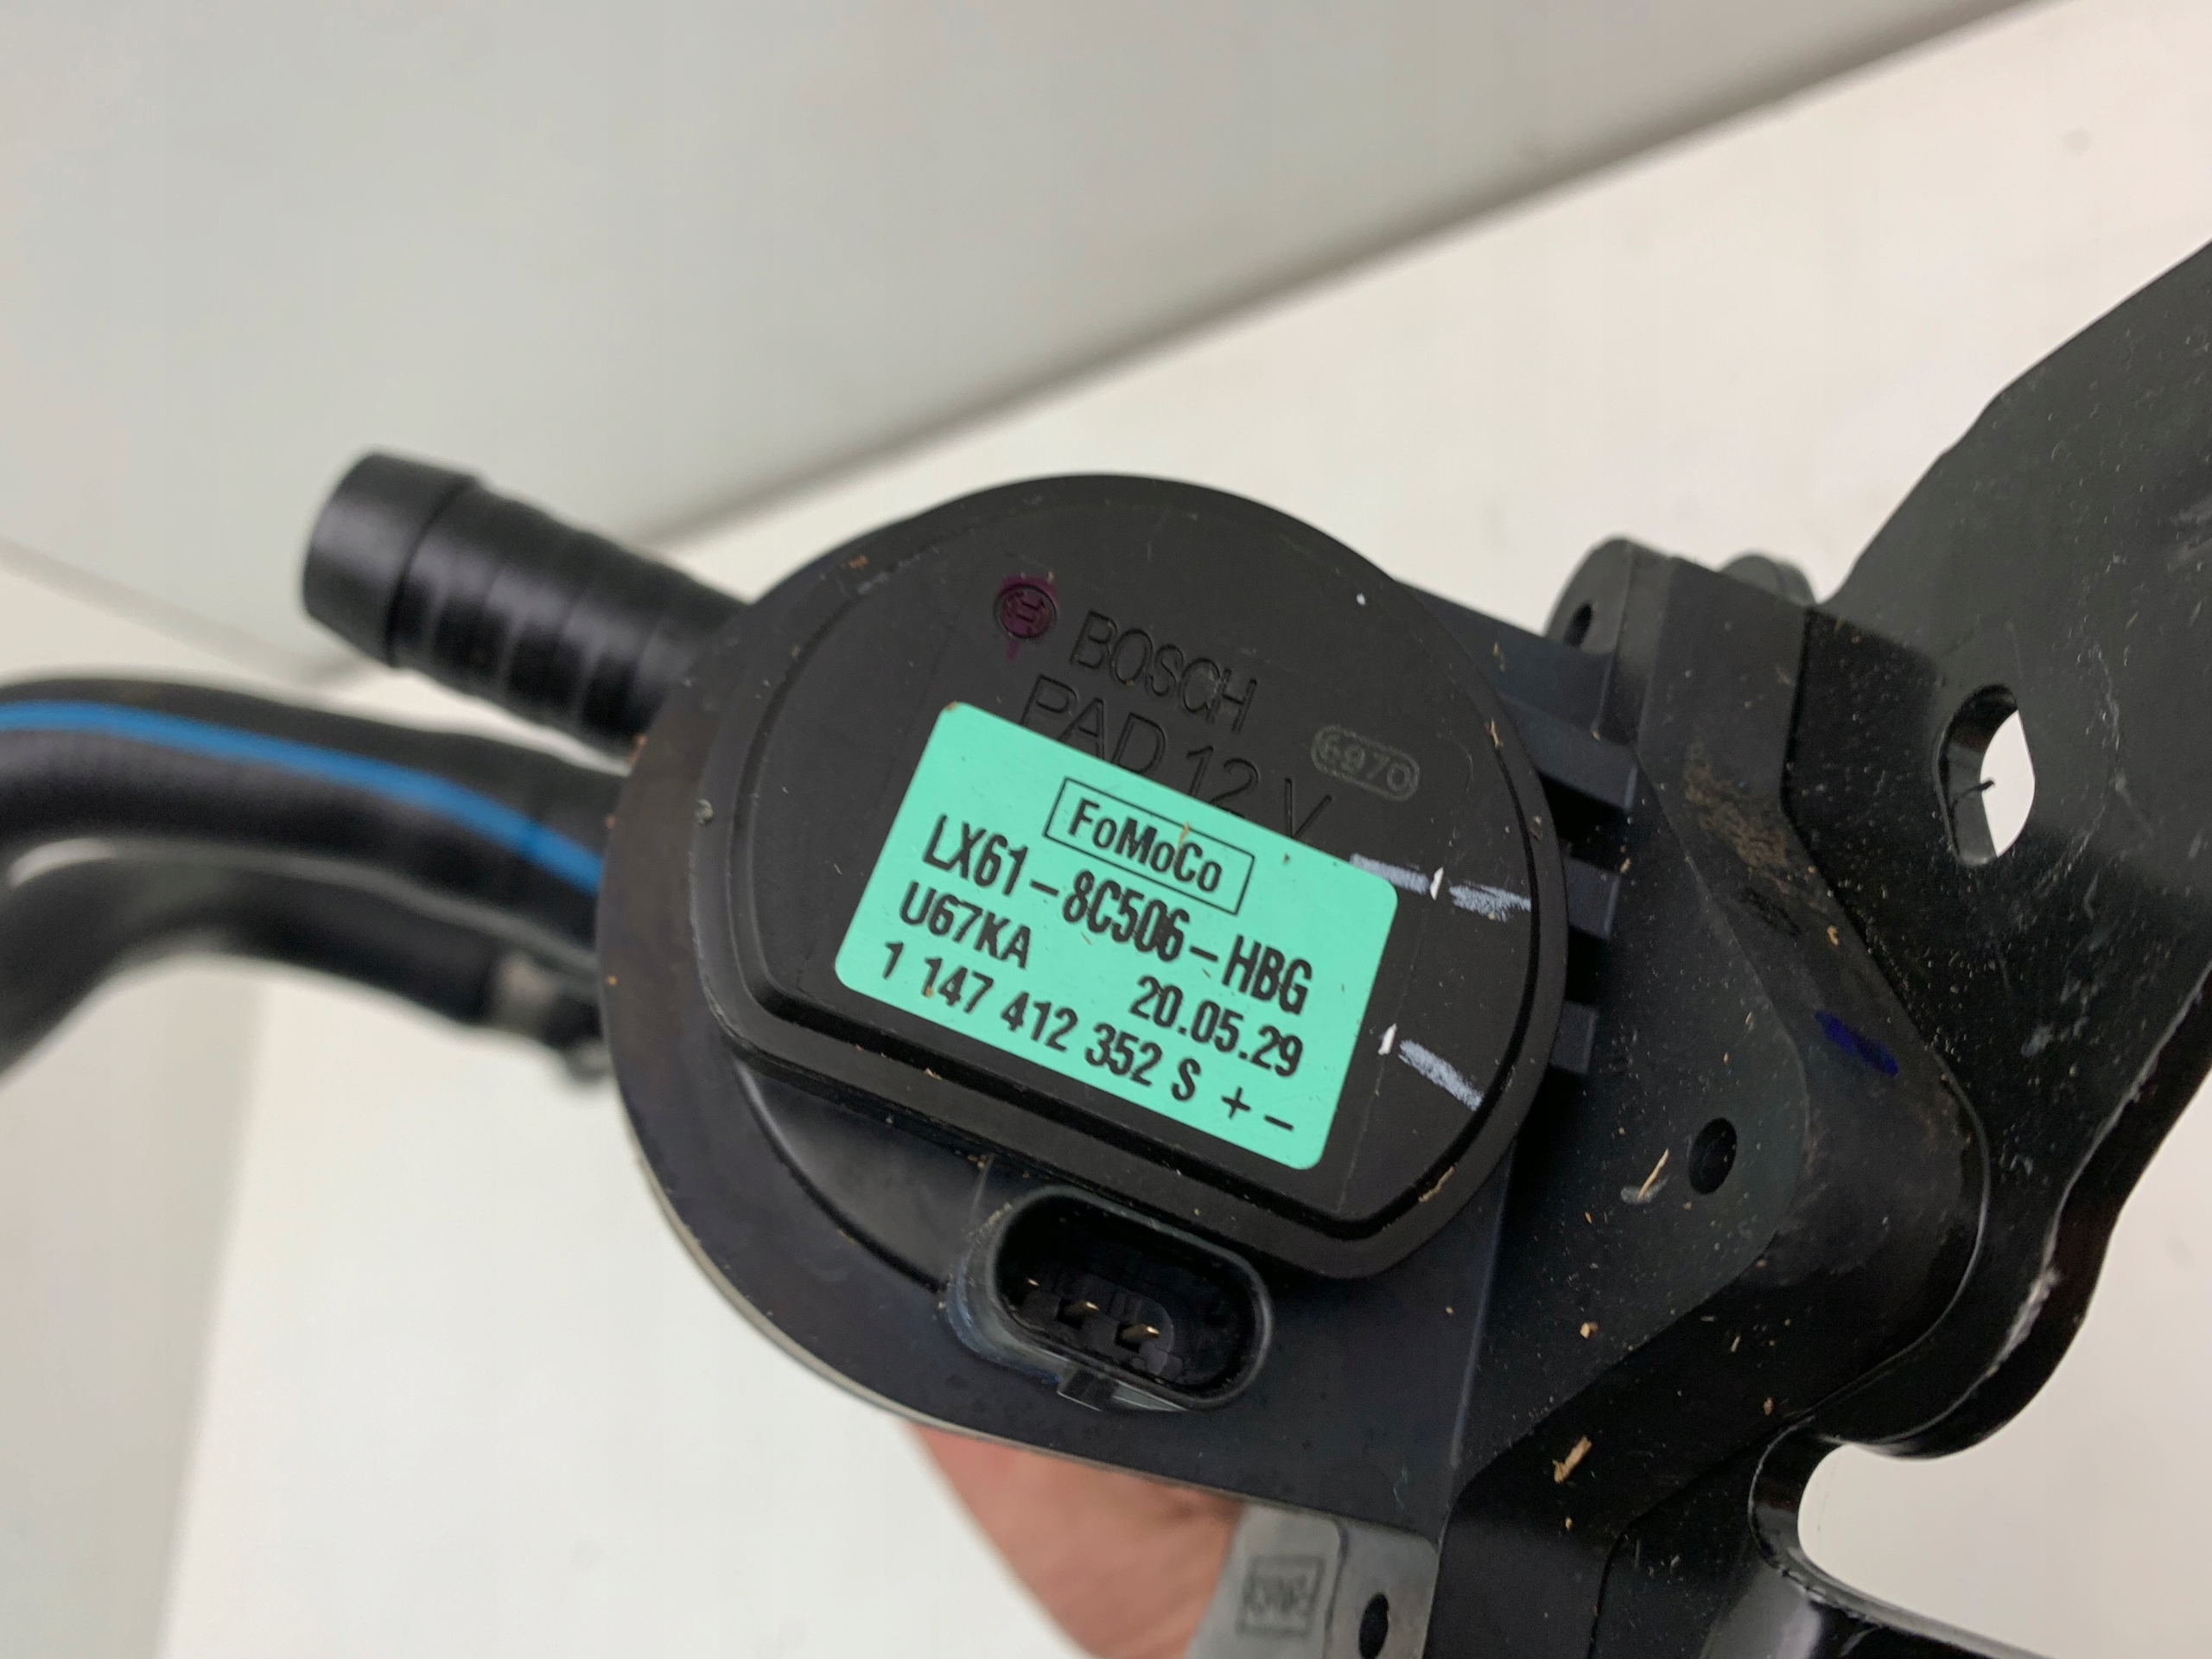 BOSCH
PAD 12 V
6970
FoMoCo
LX61-8C506-HBG
U67KA 20.05.29
1 147 412 352 S + -